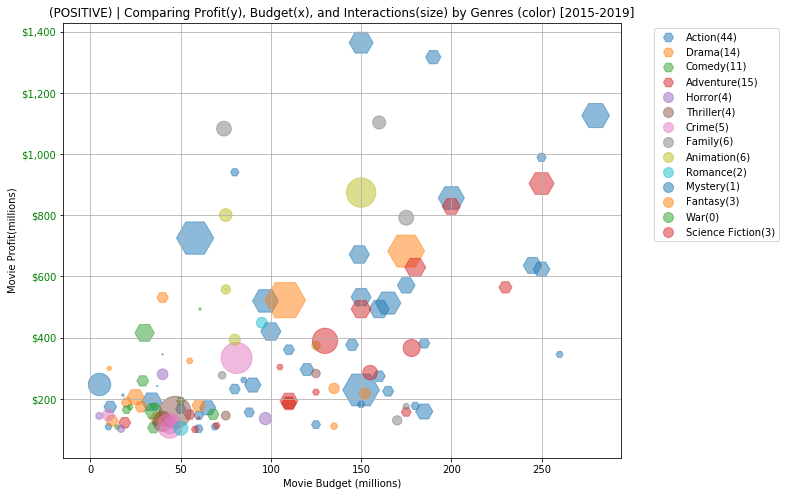 (POSITIVE) | Comparing Profit(y), Budget(x), and Interactions(size) by Genres (color) [2015-2019]
$1,400
$1,200
$1,000
$800
$600
$400
$200
Movie Profit(millions)
0
50
100
150
200
250
Movie Budget (millions)
Action(44)
Drama(14)
Comedy(11)
Adventure(15)
Horror(4)
Thriller(4)
Crime(5)
Family(6)
Animation(6)
Romance(2)
Mystery(1)
Fantasy(3)
War(0)
Science Fiction(3)